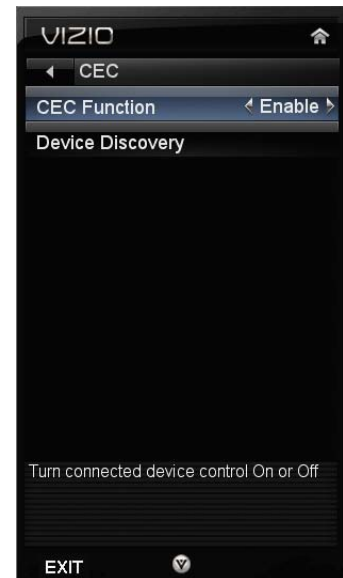 VIZIO
CEC
CEC Function Enable
Device Discovery
Turn connected device control On or Off
EXIT